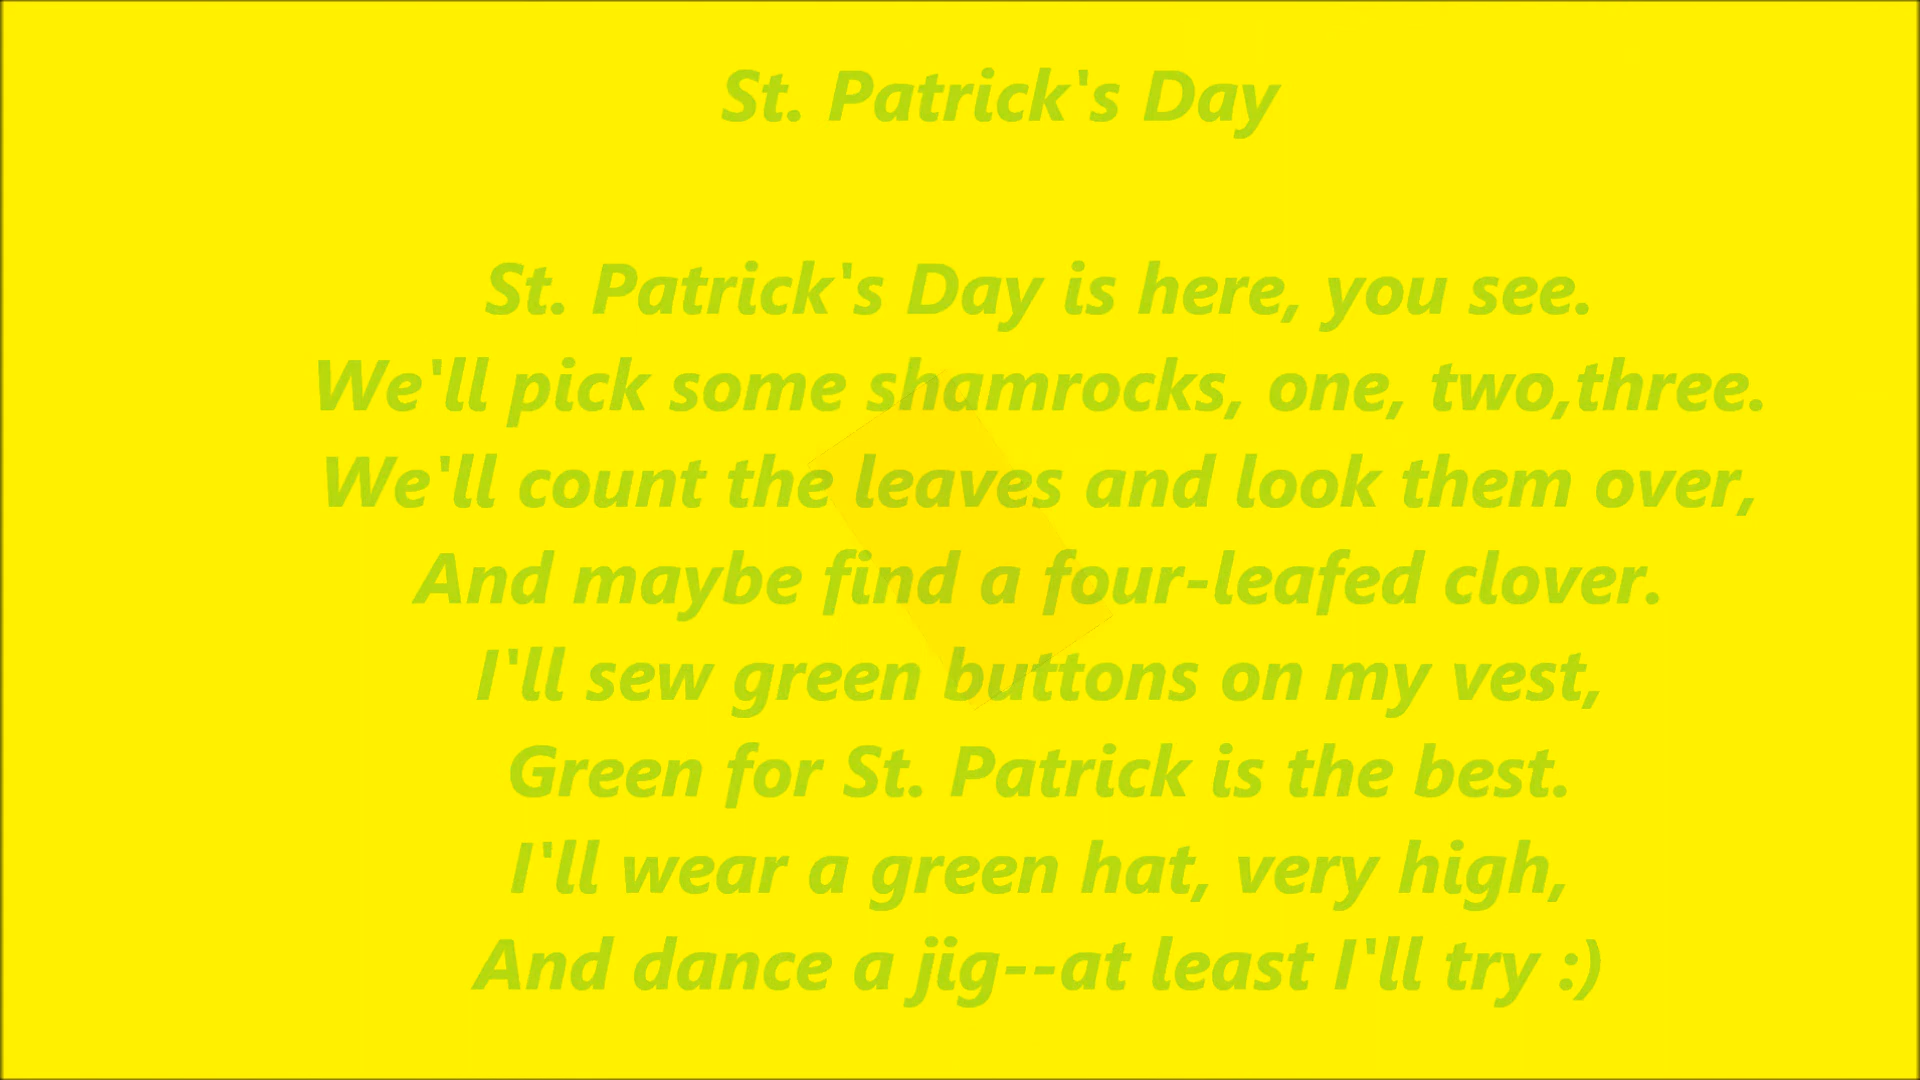 St. Patrick's Day
St. Patrick's Day is here, you see.
We'll pick some shamrocks, one, two,three.
We'll count the leaves and look them over,
And maybe find a four-leafed clover.
I'll sew green buttons on my vest,
Green for St. Patrick is the best.
I'll wear a green hat, very high,
And dance a jig--at least I'll try :)